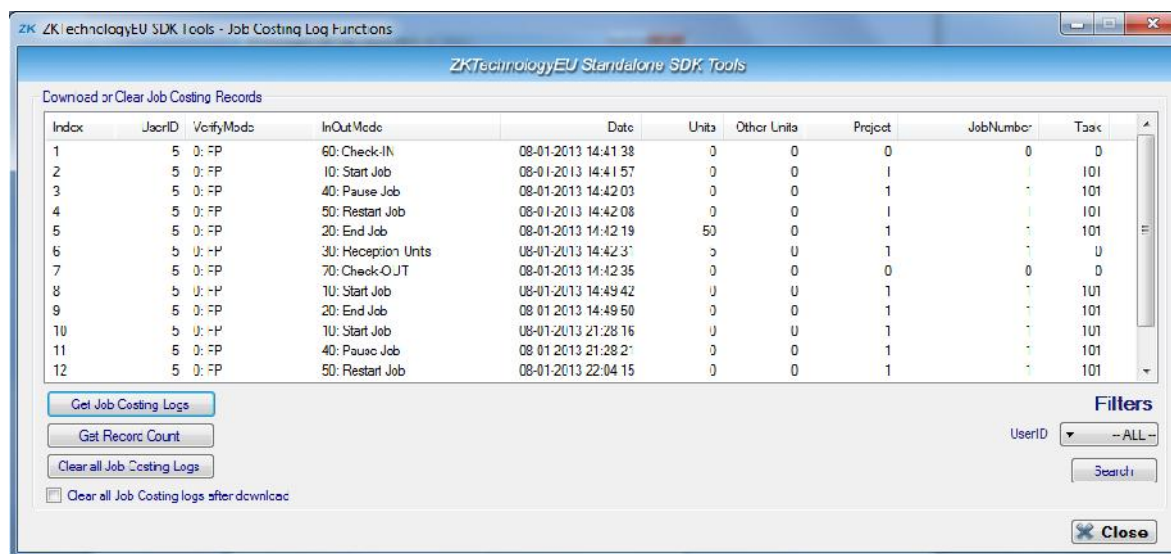 ZK ZKTechnologyEU SDK Tools - Job Costing Log Functions
ZKTechnologyEU Standalone SDK Tools
Download or Clear Job Costing Records
Index UserID VerifyMode InOutMode Date Units Other Units Project JobNumber Task
1 5 0: FP 60: Check-IN 08-01-2013 14:41:38 0 0 0 0 0
2 5 0: FP 10: Start Job 08-01-2013 14:41:57 0 0 1 1 101
3 5 0: FP 40: Pause Job 08-01-2013 14:42:03 0 0 1 1 101
4 5 0: FP 50: Restart Job 08-01-2013 14:42:08 0 0 1 1 101
5 5 0: FP 20: End Job 08-01-2013 14:42:19 50 0 1 1 101
6 5 0: FP 30: Reception Units 08-01-2013 14:42:31 5 0 1 1 0
7 5 0: FP 70: Check-OUT 08-01-2013 14:42:35 0 0 0 0 0
8 5 0: FP 10: Start Job 08-01-2013 14:49:42 0 0 1 1 101
9 5 0: FP 20: End Job 08-01-2013 14:49:50 0 0 1 1 101
10 5 0: FP 10: Start Job 08-01-2013 21:28:16 0 0 1 1 101
11 5 0: FP 40: Pause Job 08-01-2013 21:28:21 0 0 1 1 101
12 5 0: FP 50: Restart Job 08-01-2013 22:04:15 0 0 1 1 101
Get Job Costing Logs
Filters
Get Record Count
UserID -- ALL --
Clear all Job Costing Logs
Search
Clear all Job Costing logs after download
Close